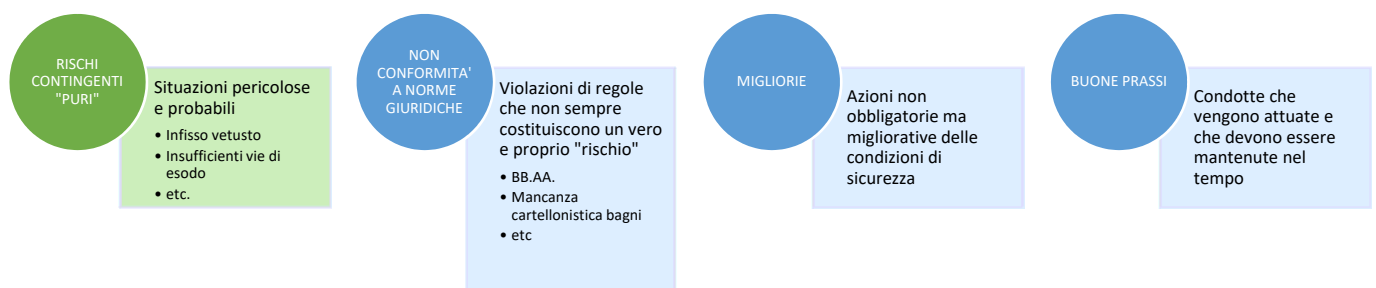 RISCHI
CONTINGENTI
"PURI"
Situazioni pericolose
e probabili
• Infisso vetusto
• Insufficienti vie di
esodo
• etc.
NON
CONFORMITA'
A NORME
GIURIDICHE
Violazioni di regole
che non sempre
costituiscono un vero
e proprio "rischio"
• BB.AA.
• Mancanza
cartellonistica bagni
• etc
MIGLIORIE
Azioni non
obbligatorie ma
migliorative delle
condizioni di
sicurezza
BUONE PRASSI
Condotte che
vengono attuate e
che devono essere
mantenute nel
tempo